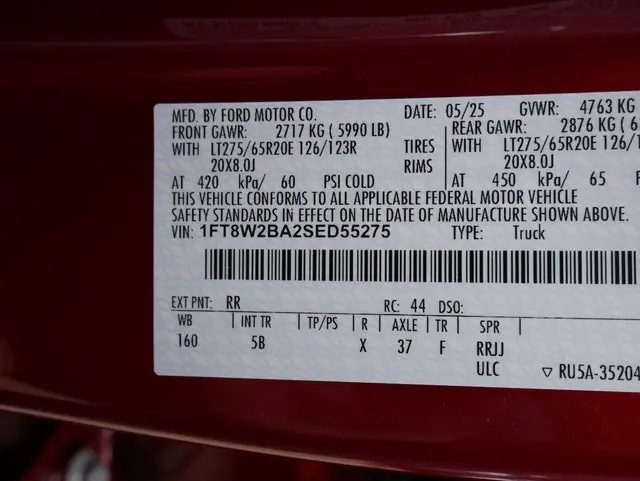 MFD. BY FORD MOTOR CO.
DATE: 05/25 GVWR: 4763 KG
FRONT GAWR: 2717 KG ( 5990 LB) REAR GAWR: 2876 KG ( 6
WITH LT275/65R20E 126/123R TIRES WITH LT275/65R20E 126/1
20X8.0J RIMS 20X8.0J
AT 420 kPa/ 60 PSI COLD AT 450 kPa/ 65 P
THIS VEHICLE CONFORMS TO ALL APPLICABLE FEDERAL MOTOR VEHICLE
SAFETY STANDARDS IN EFFECT ON THE DATE OF MANUFACTURE SHOWN ABOVE.
VIN: 1FT8W2BA2SED55275 TYPE: Truck
EXT PNT: RR RC: 44 DSO:
WB INT TR TP/PS R AXLE TR SPR
160 5B X 37 F RRJJ
ULC ▽ RU5A-35204